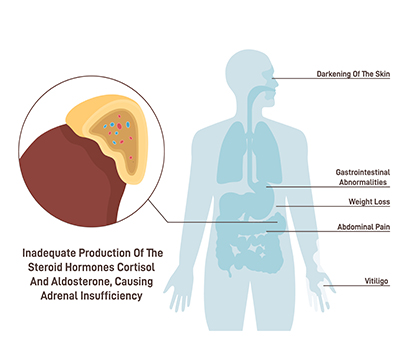 Darkening Of The Skin
Gastrointestinal
Abnormalities
Weight Loss
Abdominal Pain
Inadequate Production Of The
Steroid Hormones Cortisol
And Aldosterone, Causing
Adrenal Insufficiency
Vitiligo